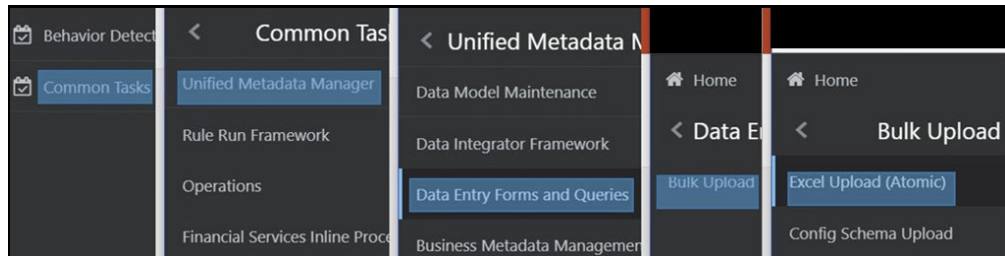 Behavior Detect
Common Tasks
Common Tas
Unified Metadata Manager
Rule Run Framework
Operations
Financial Services Inline Proce
Unified Metadata M
Data Model Maintenance
Data Integrator Framework
Data Entry Forms and Queries
Business Metadata Managemen
Home
Data E
Bulk Upload
Home
Bulk Upload
Excel Upload (Atomic)
Config Schema Upload